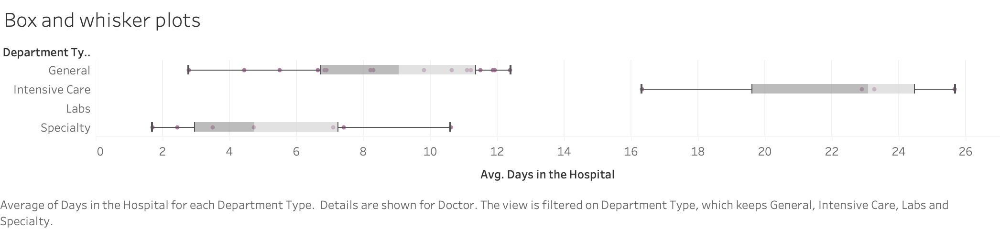 Box and whisker plots
Department Ty..
General
Intensive Care
Labs
Specialty
0 2 4 6 8 10 12 14 16 18 20 22 24 26
Avg. Days in the Hospital
Average of Days in the Hospital for each Department Type.  Details are shown for Doctor. The view is filtered on Department Type, which keeps General, Intensive Care, Labs and
Specialty.